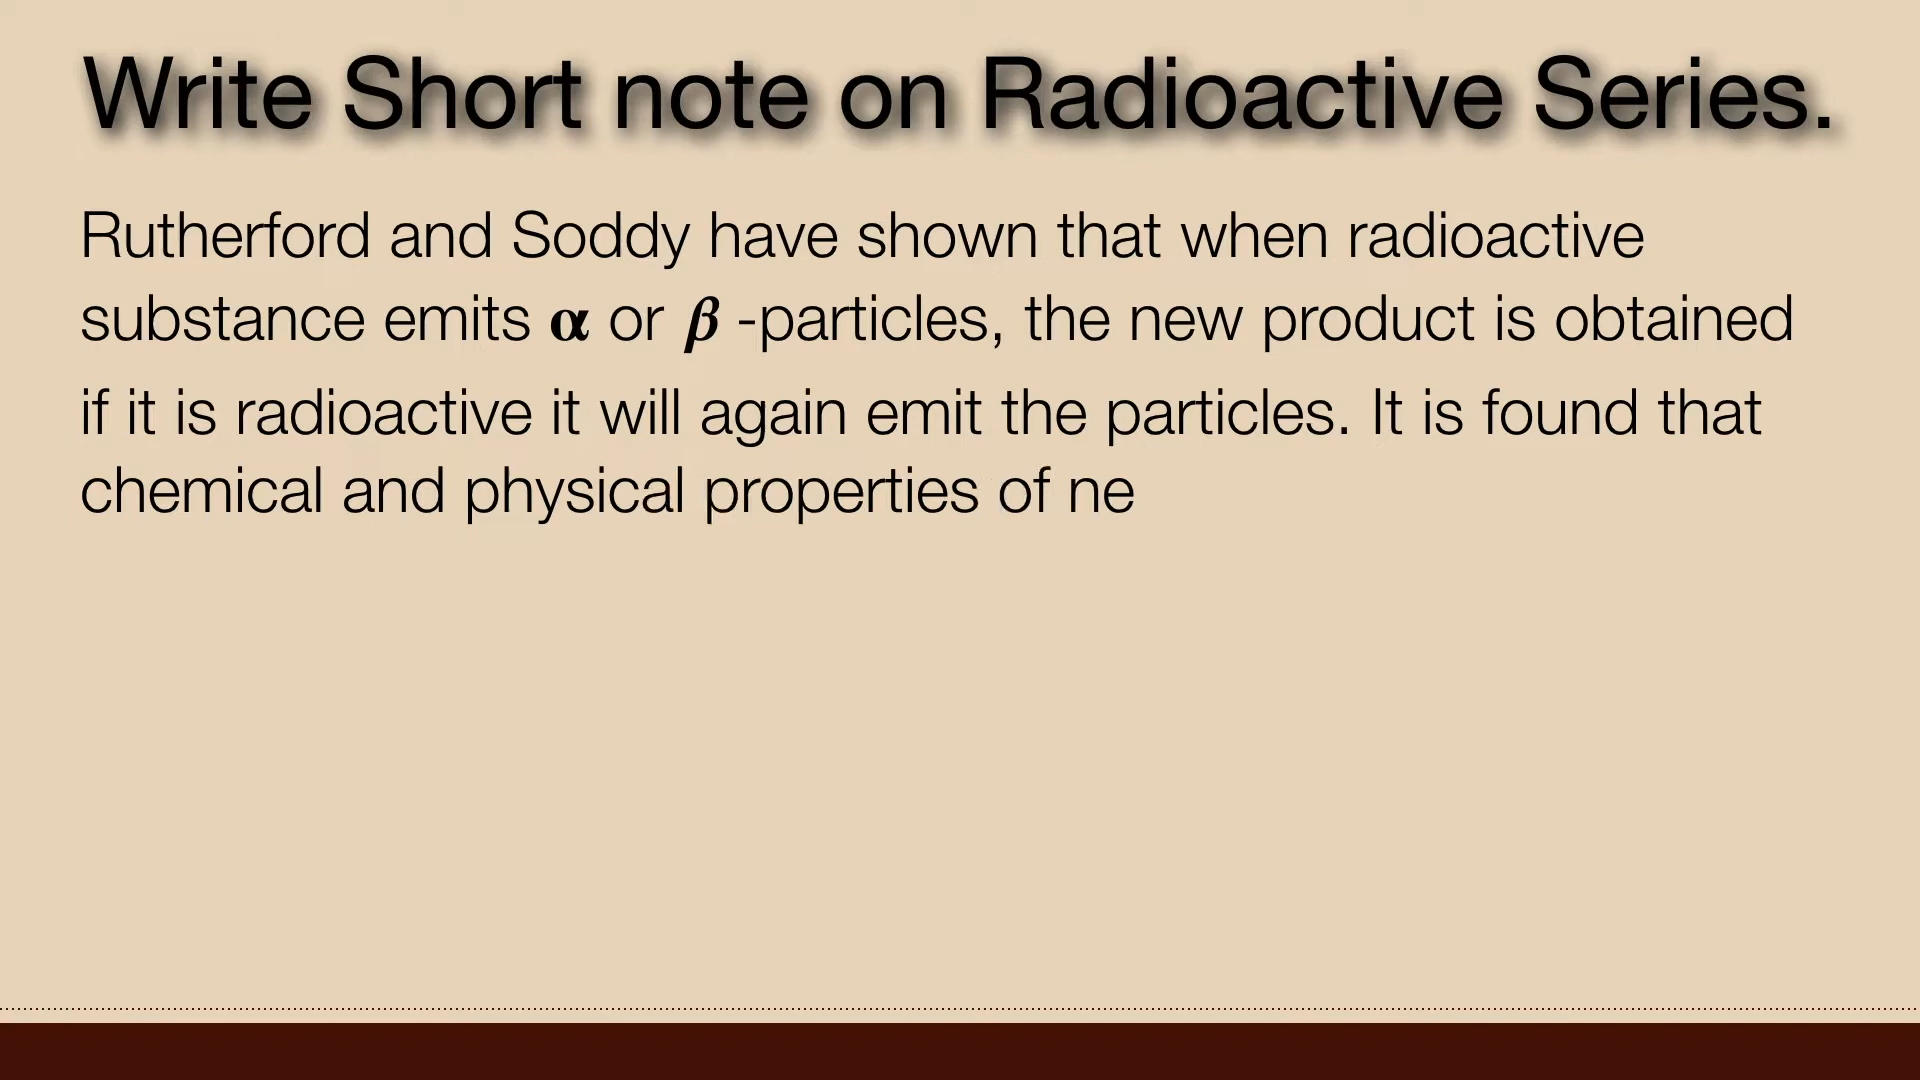 Write Short note on Radioactive Series.
Rutherford and Soddy have shown that when radioactive
substance emits α or β -particles, the new product is obtained
if it is radioactive it will again emit the particles. It is found that
chemical and physical properties of ne